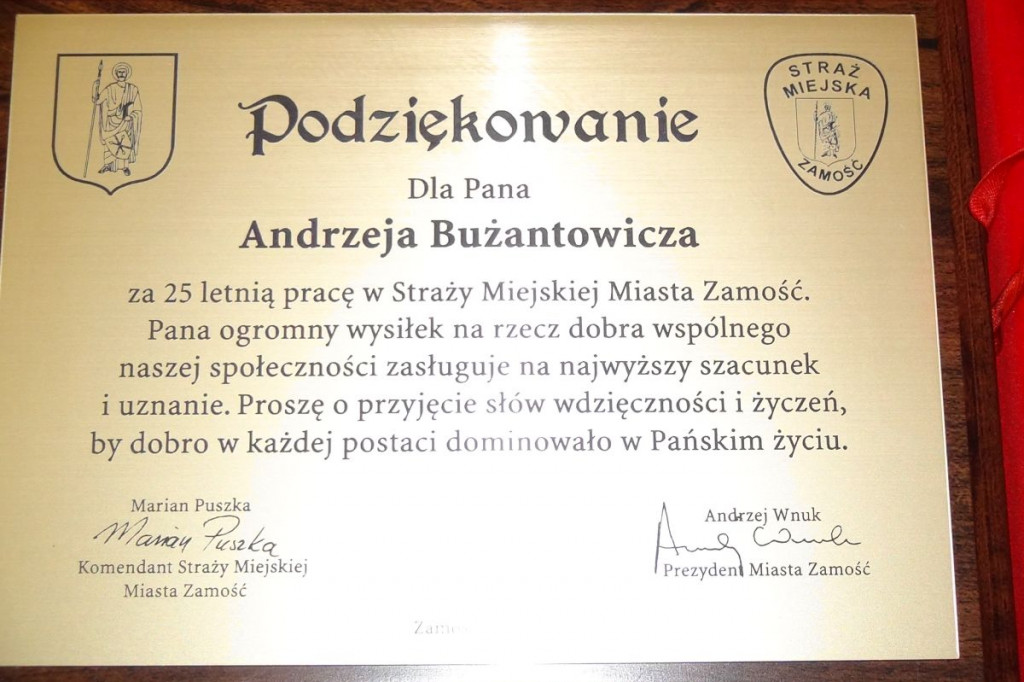 STRAŻ
MIEJSKA
ZAMOŚĆ
Podziękowanie
Dla Pana
Andrzeja Bużantowicza
za 25 letnią pracę w Straży Miejskiej Miasta Zamość.
Pana ogromny wysiłek na rzecz dobra wspólnego
naszej społeczności zasługuje na najwyższy szacunek
i uznanie. Proszę o przyjęcie słów wdzięczności i życzeń,
by dobro w każdej postaci dominowało w Pańskim życiu.
Marian Puszka
Marian Puszka
Komendant Straży Miejskiej
Miasta Zamość
Andrzej Wnuk
Prezydent Miasta Zamość